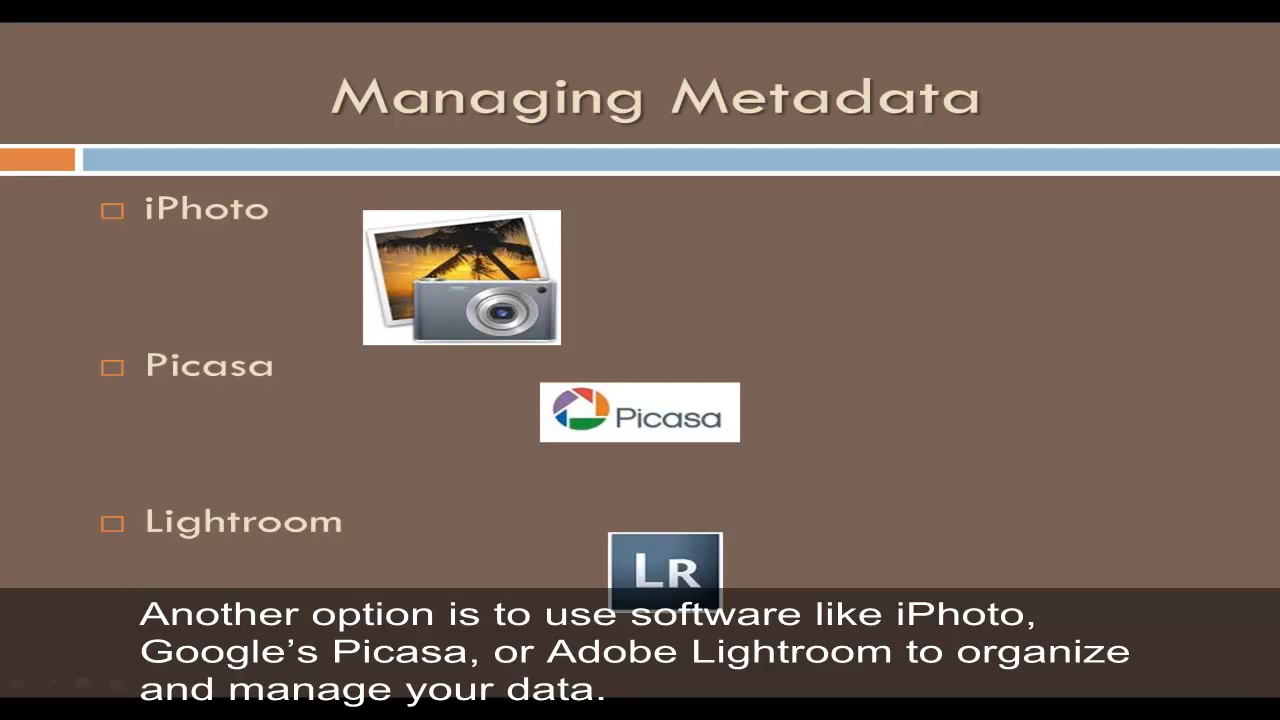 Managing Metadata
iPhoto
Picasa
Picasa
Lightroom
LR
Another option is to use software like iPhoto,
Google’s Picasa, or Adobe Lightroom to organize
and manage your data.